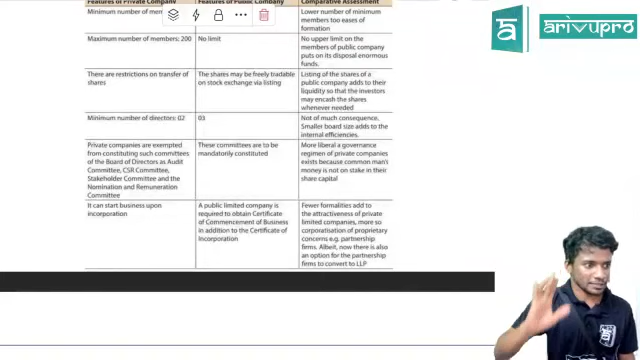 Features of Private Company
Features of Public Company
Comparative Assessment
Minimum number of mem
Lower number of minimum
members too eases of
formation
Maximum number of members: 200
No limit
No upper limit on the
members of public company
puts on its disposal enormous
funds.
There are restrictions on transfer of
shares
The shares may be freely tradable
on stock exchange via listing
Listing of the shares of a
public company adds to their
liquidity so that the investors
may encash the shares
whenever needed
Minimum number of directors: 02
03
Not of much consequence.
Smaller board size adds to the
internal efficiencies.
Private companies are exempted
from constituting such committees
of the Board of Directors as Audit
Committee, CSR Committee,
Stakeholder Committee and the
Nomination and Remuneration
Committee
These committees are to be
mandatorily constituted
More liberal a governance
regimen of private companies
exists because common man's
money is not on stake in their
share capital
It can start business upon
incorporation
A public limited company is
required to obtain Certificate
of Commencement of Business
in addition to the Certificate of
Incorporation
Fewer formalities add to
the attractiveness of private
limited companies, more so
corporatisation of proprietary
concerns e.g. partnership
firms. Albeit, now there is also
an option for the partnership
firms to convert to LLP
arivupro